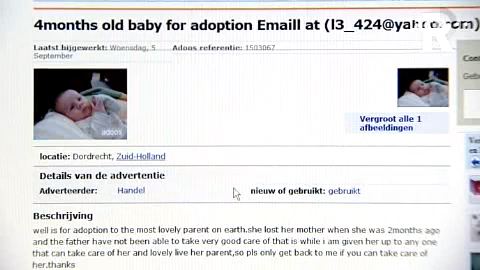 4months old baby for adoption Emaill at (l3_424@yahoo.com)
Laatst bijgewerkt: Woensdag, 5 September
Adoos referentie: 1503067
adoos
Vergroot alle 1
afbeeldingen
locatie: Dordrecht, Zuid-Holland
Details van de advertentie
Adverteerder: Handel nieuw of gebruikt: gebruikt
Beschrijving
well is for adoption to the most lovely parent on earth.she lost her mother when she was 2months ago
and the father have not been able to take very good care of that is while i am given her up to any one
that can take care of her and lovely live her parent,so pls only get back to me if you can take care of
her.thanks